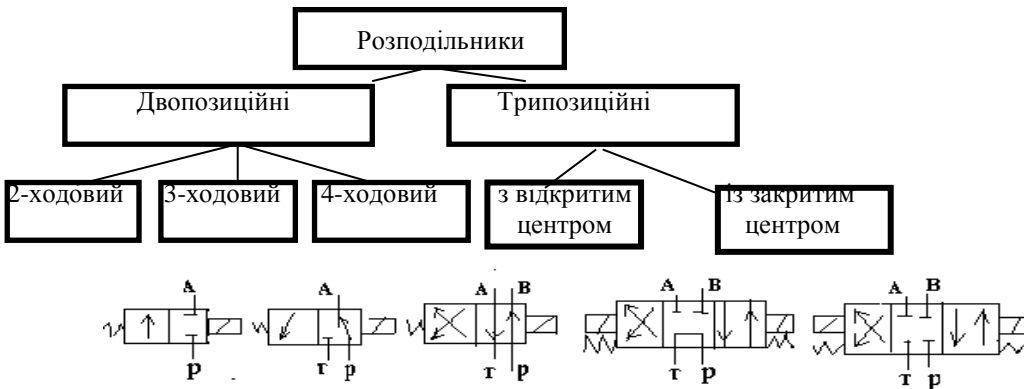 Розподільники
Двопозиційні
Трипозиційні
2-ходовий
3-ходовий
4-ходовий
з відкритим
центром
із закритим
центром
A
P
A
T P
A B
T P
A B
T P
A B
T P